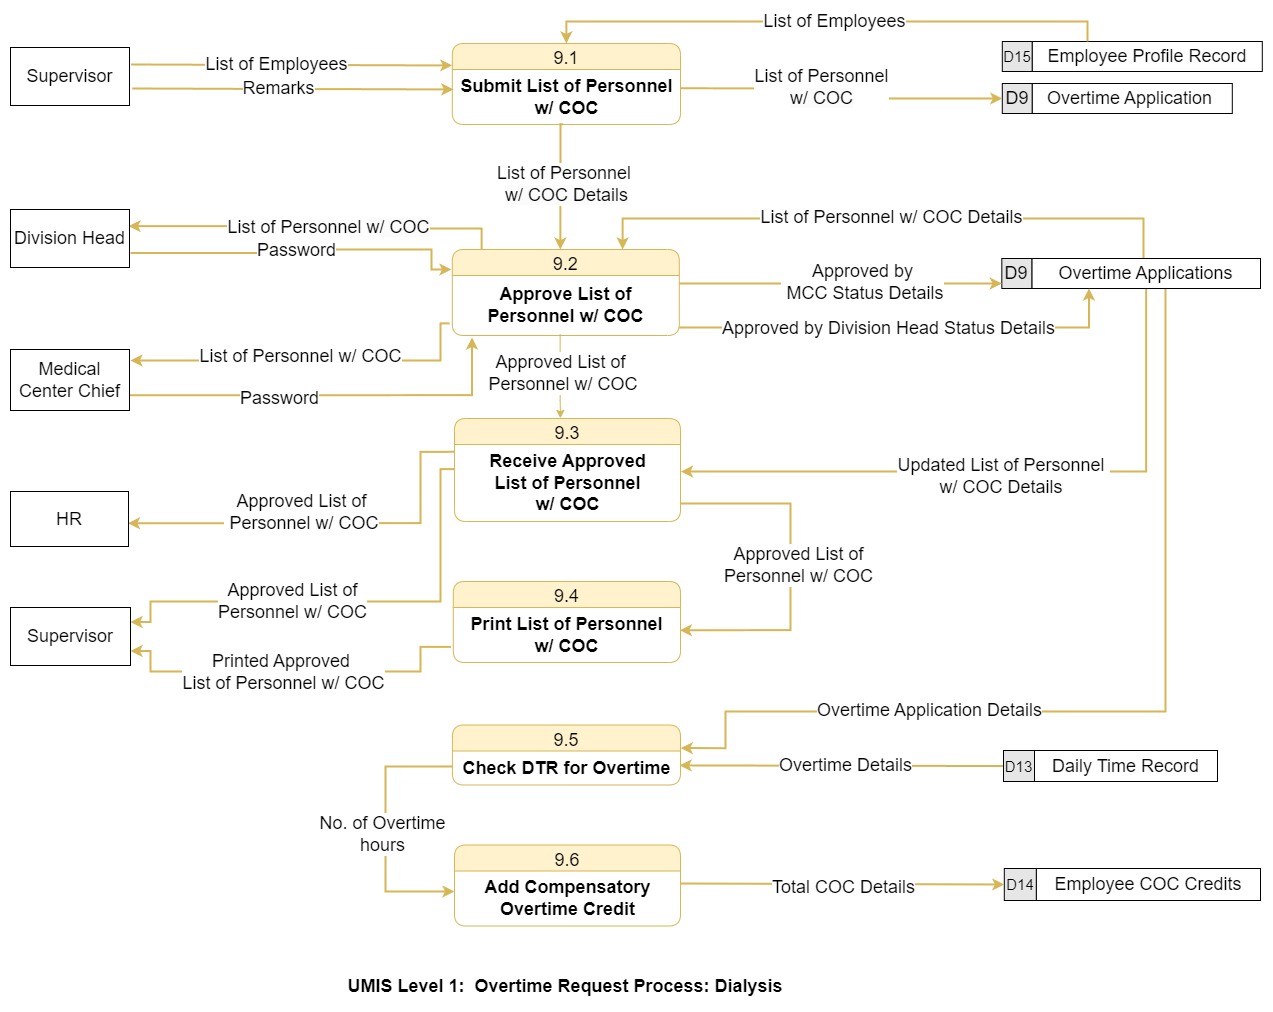 List of Employees
9.1
Supervisor
List of Employees
Remarks
Submit List of Personnel
w/ COC
List of Personnel
w/ COC
D15
Employee Profile Record
D9
Overtime Application
List of Personnel
w/ COC Details
Division Head
List of Personnel w/ COC
Password
List of Personnel w/ COC Details
9.2
Approve List of
Personnel w/ COC
Approved by
MCC Status Details
D9
Overtime Applications
Approved by Division Head Status Details
Medical
Center Chief
List of Personnel w/ COC
Password
Approved List of
Personnel w/ COC
9.3
Receive Approved
List of Personnel
w/ COC
Updated List of Personnel
w/ COC Details
HR
Approved List of
Personnel w/ COC
Approved List of
Personnel w/ COC
Supervisor
Approved List of
Personnel w/ COC
Printed Approved
List of Personnel w/ COC
9.4
Print List of Personnel
w/ COC
Overtime Application Details
9.5
Check DTR for Overtime
Overtime Details
D13
Daily Time Record
No. of Overtime
hours
9.6
Add Compensatory
Overtime Credit
Total COC Details
D14
Employee COC Credits
UMIS Level 1:  Overtime Request Process: Dialysis